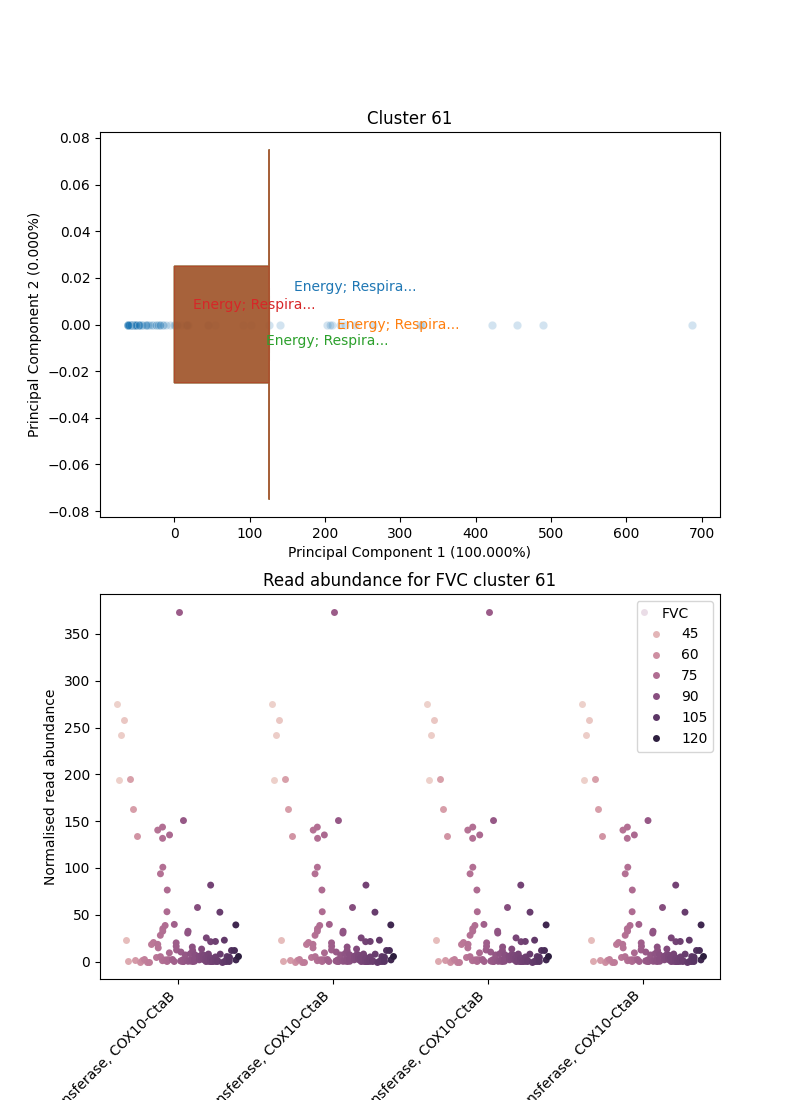 Cluster 61
0.08
0.06
0.04
0.02
0.00
−0.02
−0.04
−0.06
−0.08
Principal Component 2 (0.000%)
Energy; Respira...
Energy; Respira...
Energy; Respira...
Energy; Respira...
0
100
200
300
400
500
600
700
Principal Component 1 (100.000%)
Read abundance for FVC cluster 61
350
300
250
200
150
100
50
0
Normalised read abundance
FVC
45
60
75
90
105
120
COX10-CtaB
COX10-CtaB
COX10-CtaB
COX10-CtaB